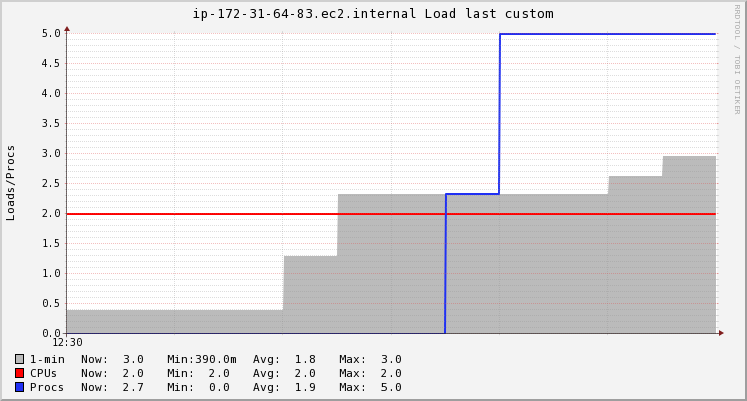 ip-172-31-64-83.ec2.internal Load last custom
RRDTOOL / TOBI OETIKER
Loads/Procs
5.0
4.5
4.0
3.5
3.0
2.5
2.0
1.5
1.0
0.5
0.0
12:30
1-min Now: 3.0 Min:390.0m Avg: 1.8 Max: 3.0
CPUs Now: 2.0 Min: 2.0 Avg: 2.0 Max: 2.0
Procs Now: 2.7 Min: 0.0 Avg: 1.9 Max: 5.0